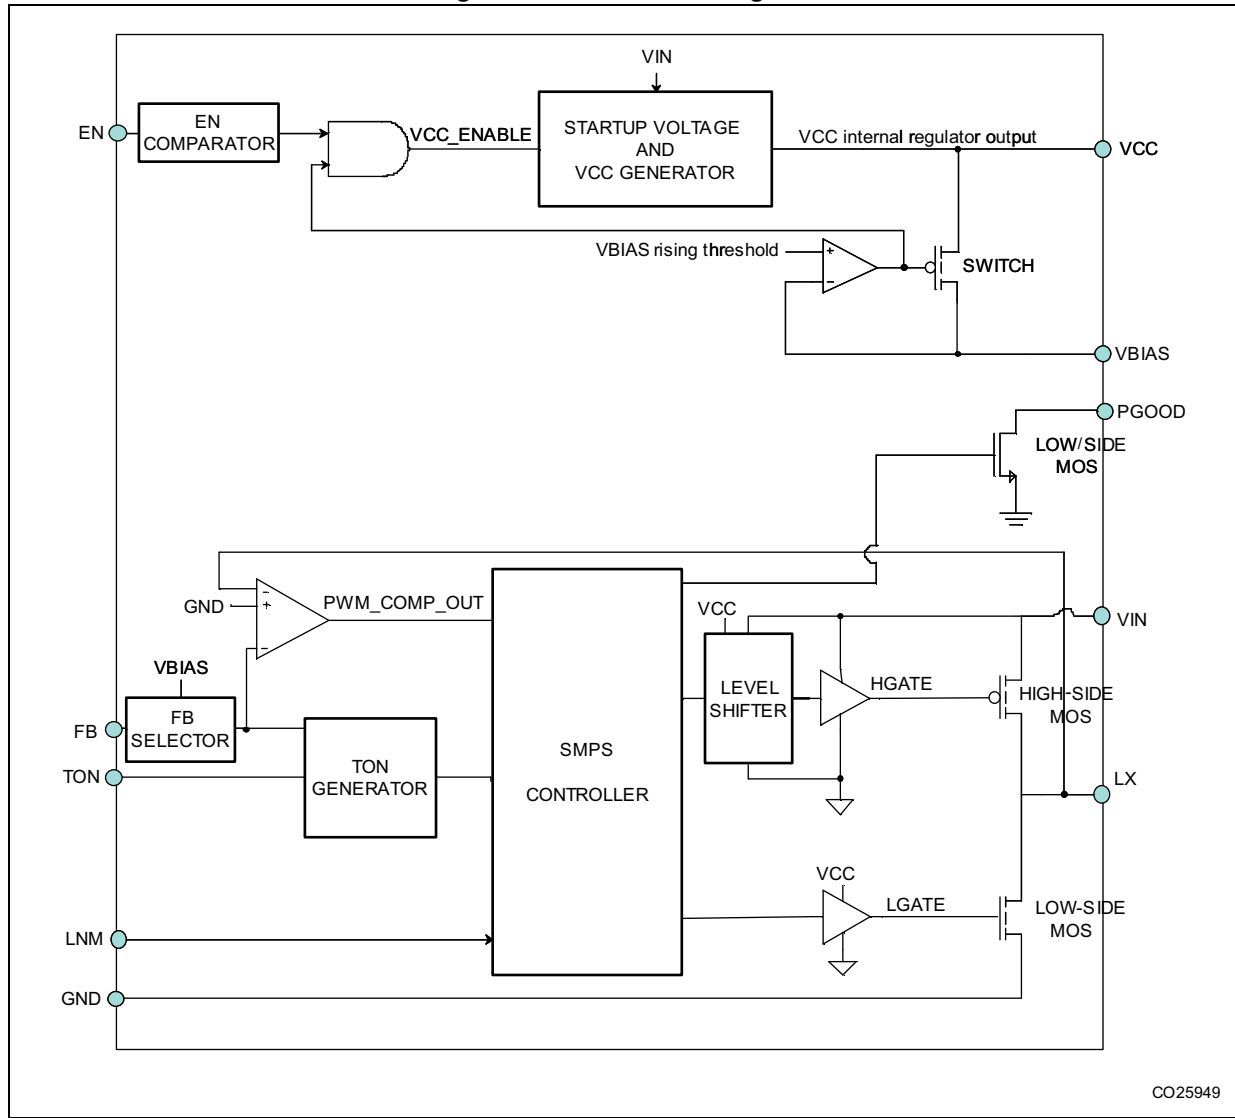 VIN
EN
EN
COMPARATOR
VCC_ENABLE
STARTUP VOLTAGE
AND
VCC GENERATOR
VCC internal regulator output
VCC
VBIAS rising threshold
+
-
SWITCH
VBIAS
PGOOD
LOW/SIDE
MOS
-
GND
+
-
PWM_COMP_OUT
VCC
VIN
VBIAS
FB
FB
SELECTOR
LEVEL
SHIFTER
HGATE
HIGH-SIDE
MOS
TON
TON
GENERATOR
SMPS
CONTROLLER
LX
VCC
LGATE
LOW-SIDE
MOS
LNM
GND
CO25949